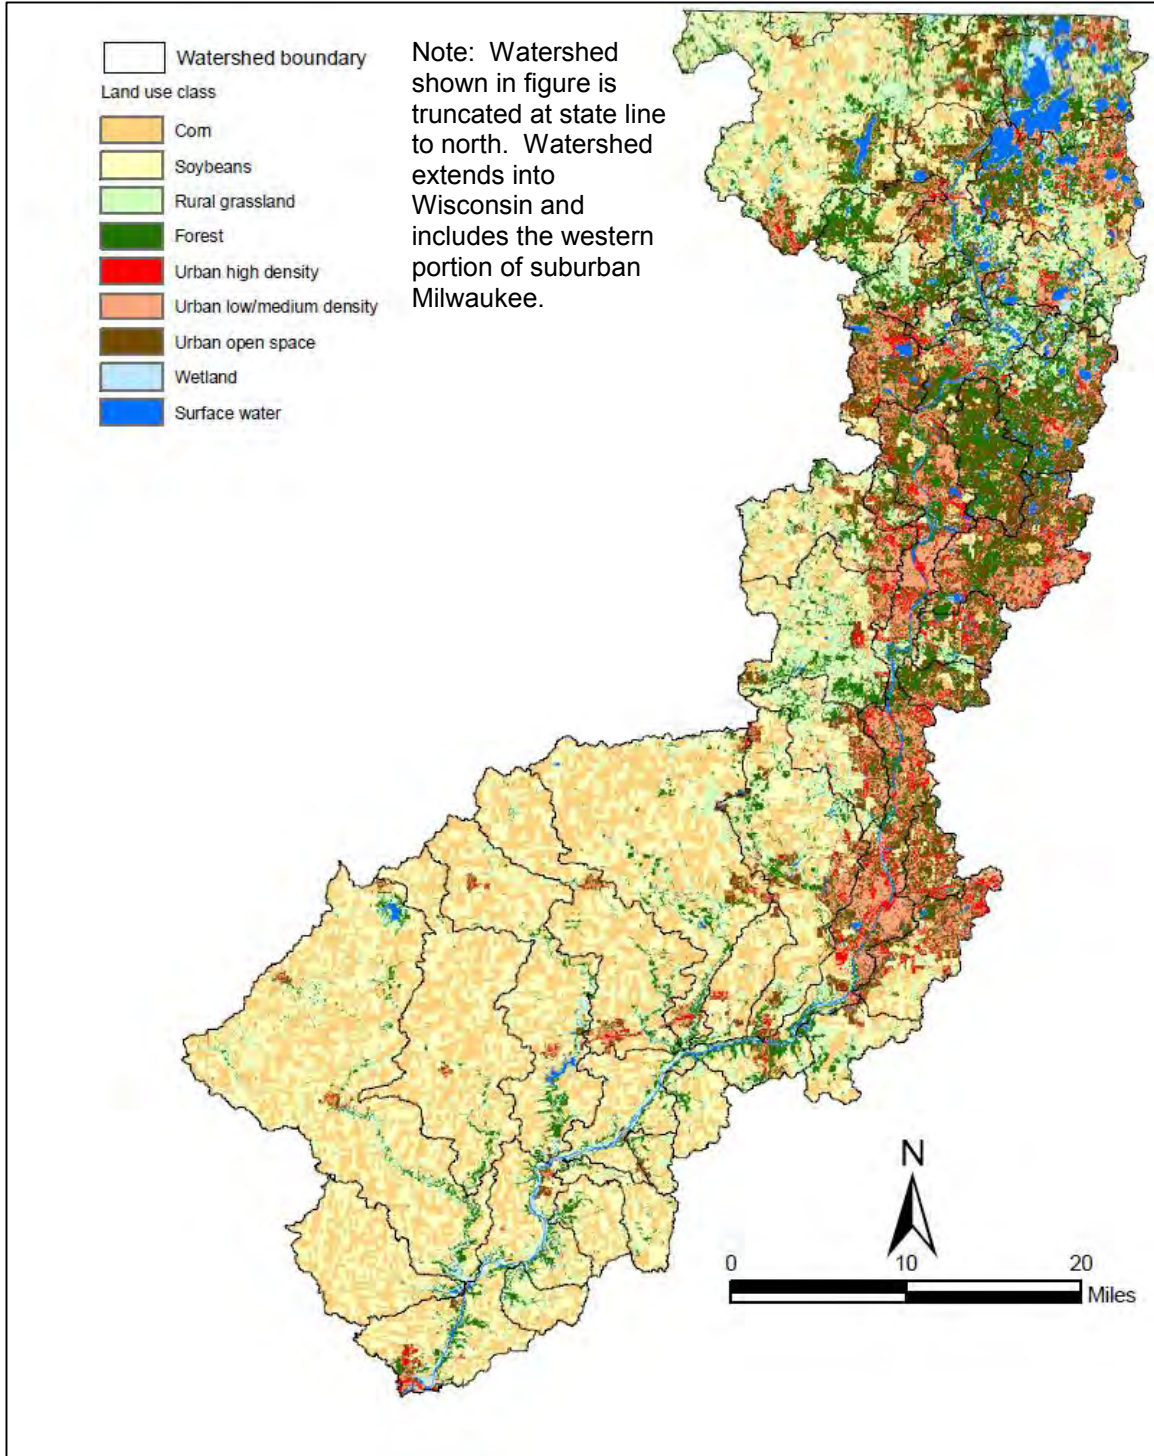 Watershed boundary
Land use class
Corn
Soybeans
Rural grassland
Forest
Urban high density
Urban low/medium density
Urban open space
Wetland
Surface water
Note:  Watershed
shown in figure is
truncated at state line
to north.  Watershed
extends into
Wisconsin and
includes the western
portion of suburban
Milwaukee.
N
0 10 20
Miles